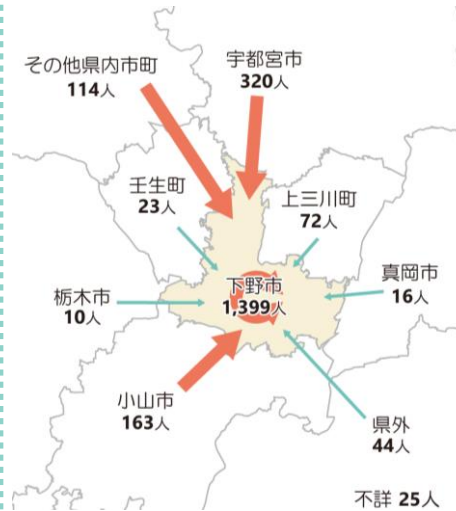 その他県内市町
114人
宇都宮市
320人
壬生町
23人
上三川町
72人
下野市
1,399人
真岡市
16人
栃木市
10人
小山市
163人
県外
44人
不詳 25人